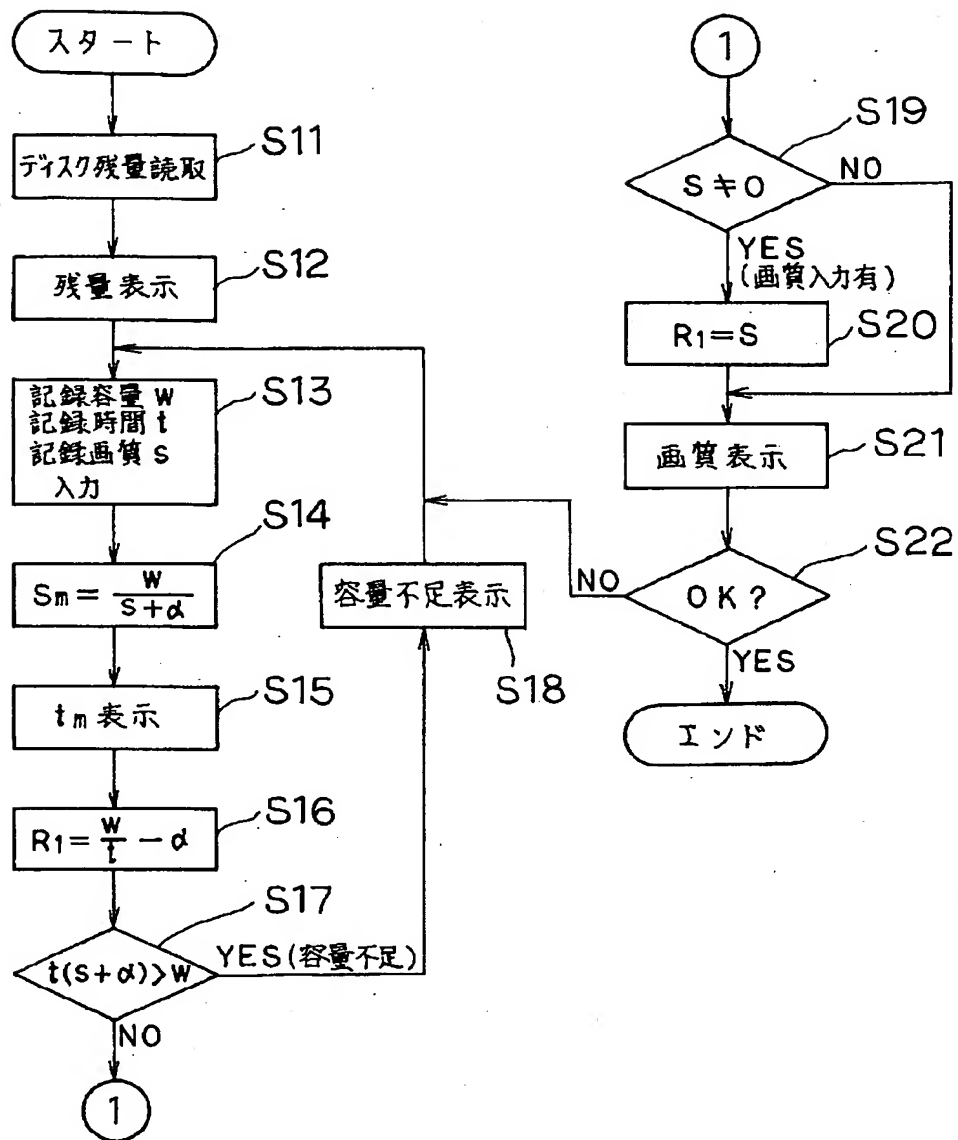 スタート
S11
ディスク残量読取
S12
残量表示
S13
記録容量 W
記録時間 t
記録画質 S
入力
S14
Sm = W / (S+α)
S15
tm 表示
S16
R1 = W/t − α
S17
t(S+α)>W
YES(容量不足)
NO
1
容量不足表示
S18
1
S19
S≠0
NO
YES
(画質入力有)
R1=S
S20
画質表示
S21
S22
OK?
NO
YES
エンド